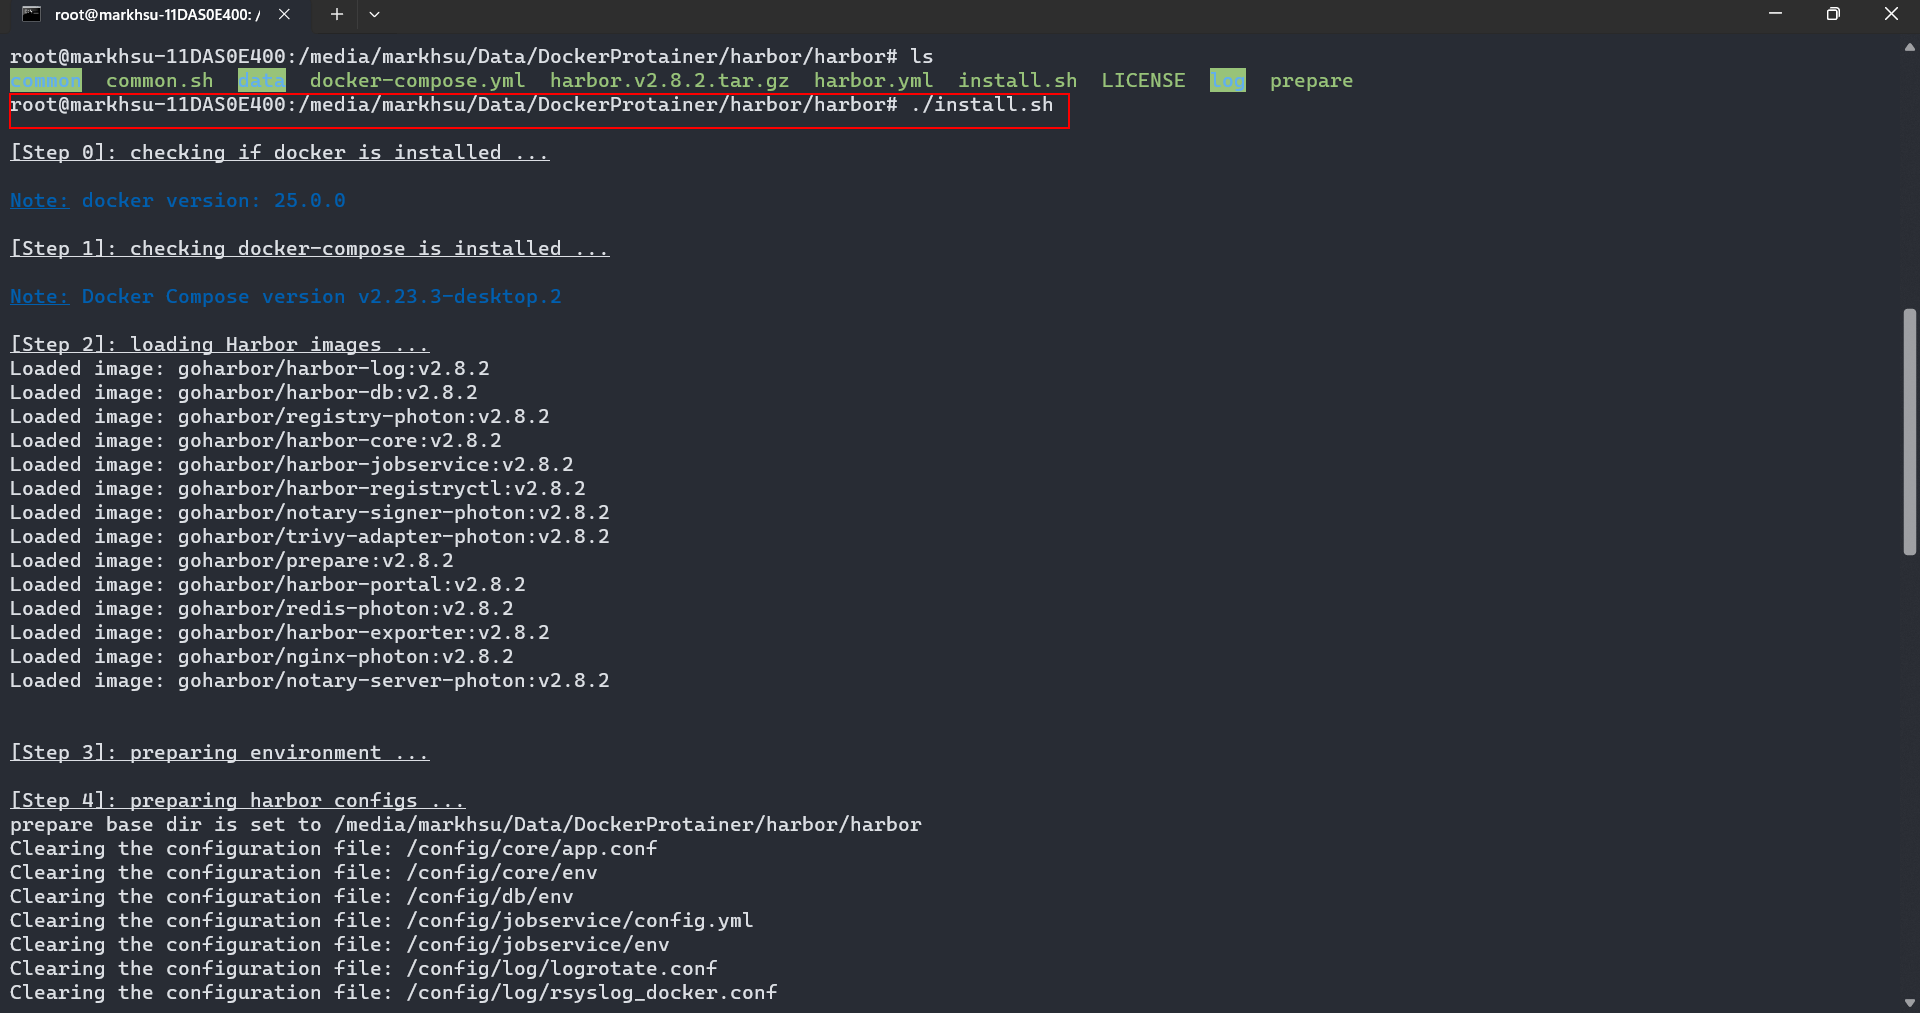 root@markhsu-11DAS0E400: /
root@markhsu-11DAS0E400:/media/markhsu/Data/DockerProtainer/harbor/harbor# ls
common  common.sh  data  docker-compose.yml  harbor.v2.8.2.tar.gz  harbor.yml  install.sh  LICENSE  log  prepare
root@markhsu-11DAS0E400:/media/markhsu/Data/DockerProtainer/harbor/harbor# ./install.sh
[Step 0]: checking if docker is installed ...
Note: docker version: 25.0.0
[Step 1]: checking docker-compose is installed ...
Note: Docker Compose version v2.23.3-desktop.2
[Step 2]: loading Harbor images ...
Loaded image: goharbor/harbor-log:v2.8.2
Loaded image: goharbor/harbor-db:v2.8.2
Loaded image: goharbor/registry-photon:v2.8.2
Loaded image: goharbor/harbor-core:v2.8.2
Loaded image: goharbor/harbor-jobservice:v2.8.2
Loaded image: goharbor/harbor-registryctl:v2.8.2
Loaded image: goharbor/notary-signer-photon:v2.8.2
Loaded image: goharbor/trivy-adapter-photon:v2.8.2
Loaded image: goharbor/prepare:v2.8.2
Loaded image: goharbor/harbor-portal:v2.8.2
Loaded image: goharbor/redis-photon:v2.8.2
Loaded image: goharbor/harbor-exporter:v2.8.2
Loaded image: goharbor/nginx-photon:v2.8.2
Loaded image: goharbor/notary-server-photon:v2.8.2
[Step 3]: preparing environment ...
[Step 4]: preparing harbor configs ...
prepare base dir is set to /media/markhsu/Data/DockerProtainer/harbor/harbor
Clearing the configuration file: /config/core/app.conf
Clearing the configuration file: /config/core/env
Clearing the configuration file: /config/db/env
Clearing the configuration file: /config/jobservice/config.yml
Clearing the configuration file: /config/jobservice/env
Clearing the configuration file: /config/log/logrotate.conf
Clearing the configuration file: /config/log/rsyslog_docker.conf